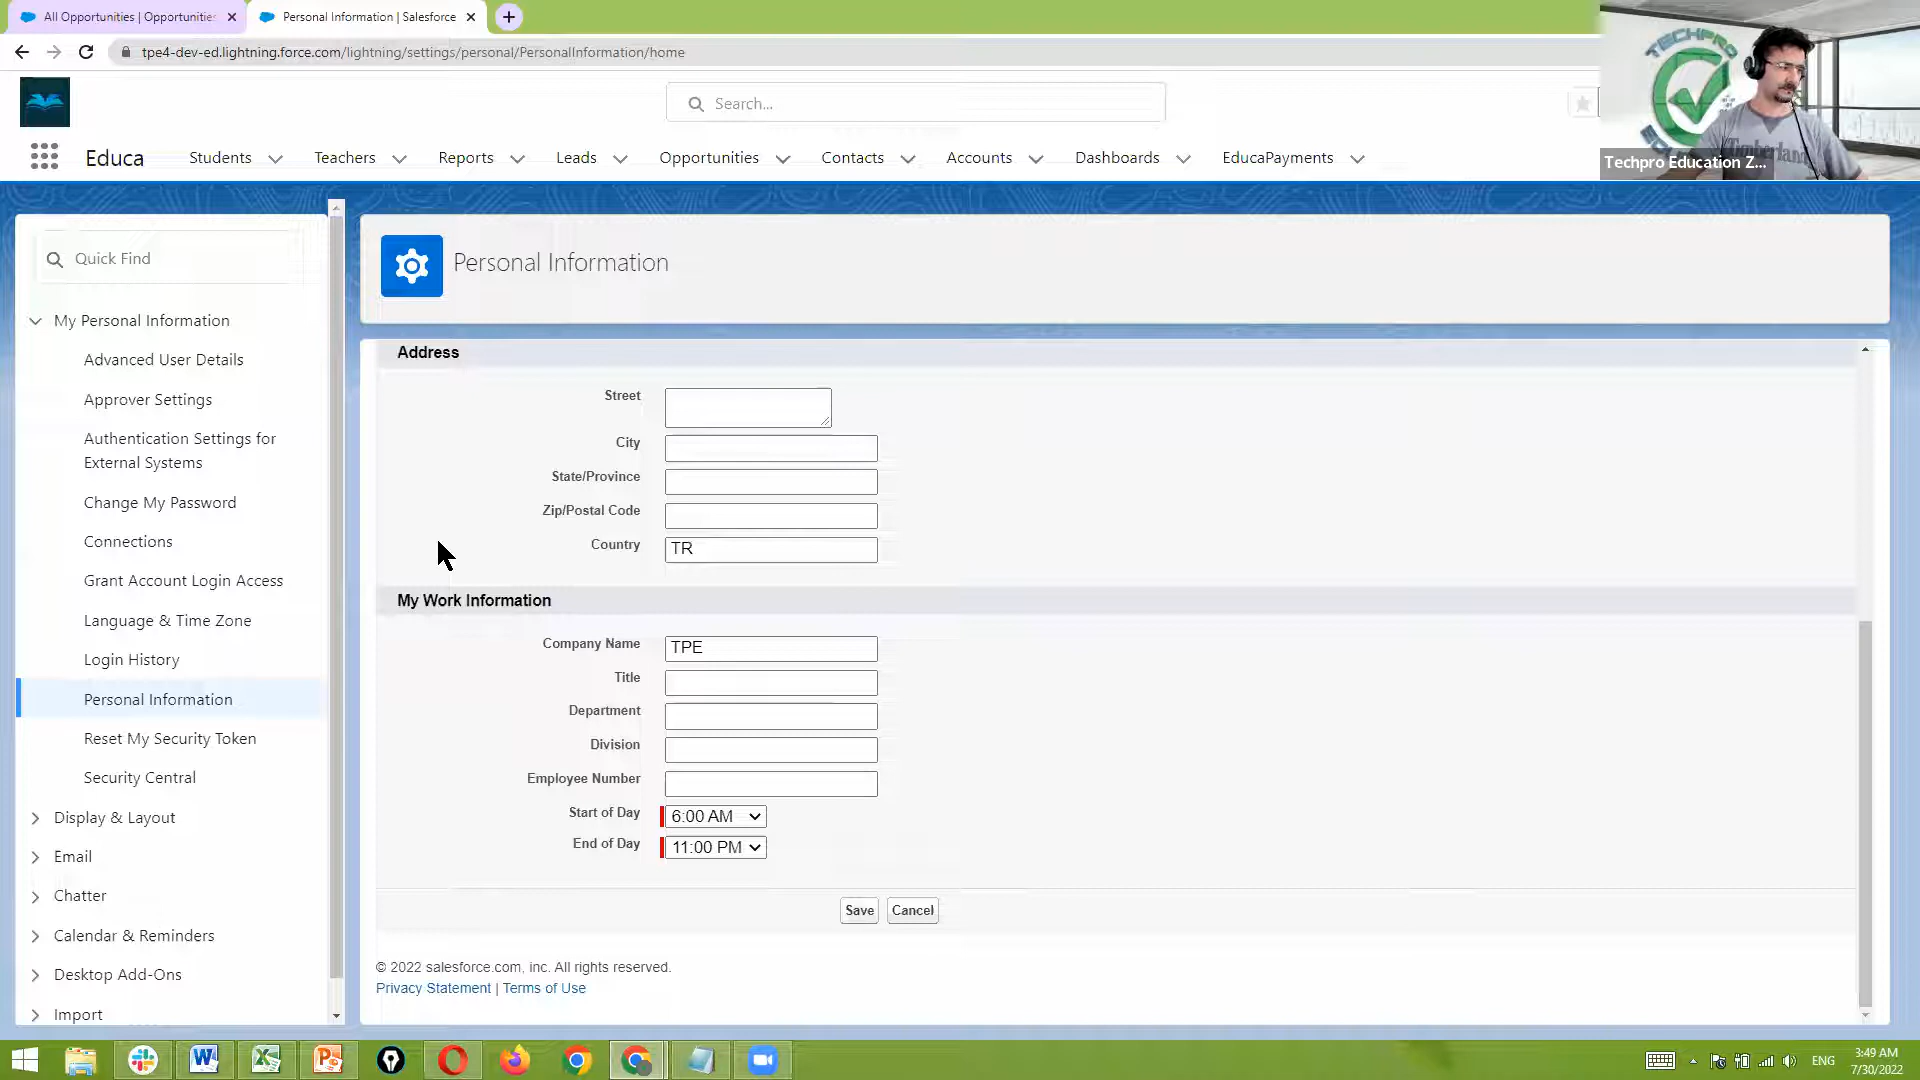 All Opportunities | Opportunities
Personal Information | Salesforce
tpe4-dev-ed.lightning.force.com/lightning/settings/personal/PersonalInformation/home
Search...
TECHPRO
Timberland
Techpro Education Z...
Educa
Students
Teachers
Reports
Leads
Opportunities
Contacts
Accounts
Dashboards
EducaPayments
Quick Find
My Personal Information
Advanced User Details
Approver Settings
Authentication Settings for
External Systems
Change My Password
Connections
Grant Account Login Access
Language & Time Zone
Login History
Personal Information
Reset My Security Token
Security Central
Display & Layout
Email
Chatter
Calendar & Reminders
Desktop Add-Ons
Import
Personal Information
Address
Street
City
State/Province
Zip/Postal Code
Country TR
My Work Information
Company Name TPE
Title
Department
Division
Employee Number
Start of Day 6:00 AM
End of Day 11:00 PM
Save Cancel
© 2022 salesforce.com, inc. All rights reserved.
Privacy Statement | Terms of Use
ENG
3:49 AM
7/30/2022